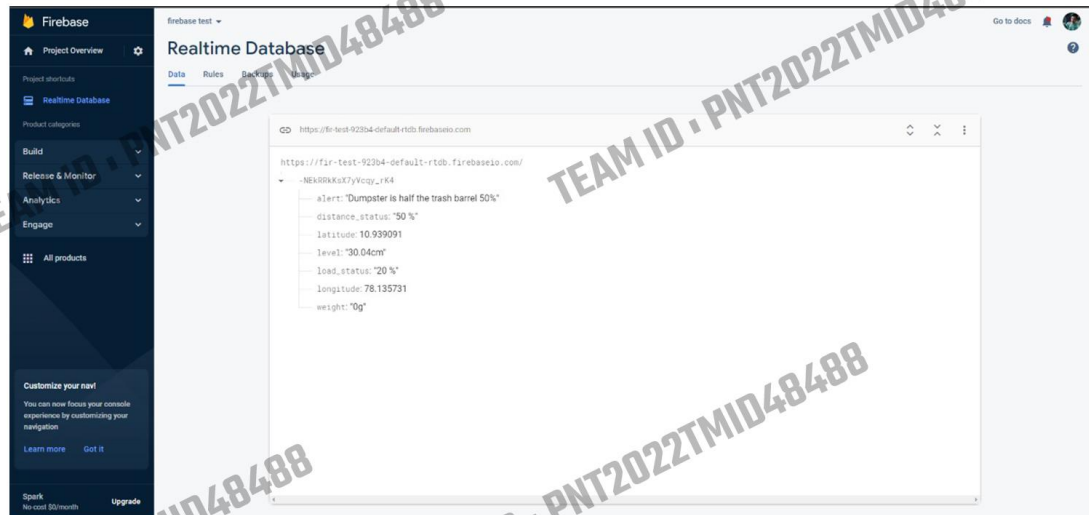 Firebase
Project Overview
Project shortcuts
Realtime Database
Product categories
Build
Release & Monitor
Analytics
Engage
All products
Customize your nav!
You can now focus your console
experience by customizing your
navigation
Learn more Got it
Spark
No-cost $0/month
Upgrade
firebase test
Go to docs
Realtime Database
Data Rules Backups Usage
https://fir-test-923b4-default-rtdb.firebaseio.com
https://fir-test-923b4-default-rtdb.firebaseio.com/
-NEkRRkKsX7yVcqy_rK4
alert: "Dumpster is half the trash barrel 50%"
distance_status: "50 %"
latitude: 10.939091
level: "30.04cm"
load_status: "20 %"
longitude: 78.135731
weight: "0g"
TEAM ID : PNT2022TMID48488
TEAM ID : PNT2022TMID48488
TMID48488
: PNT2022TMID48488